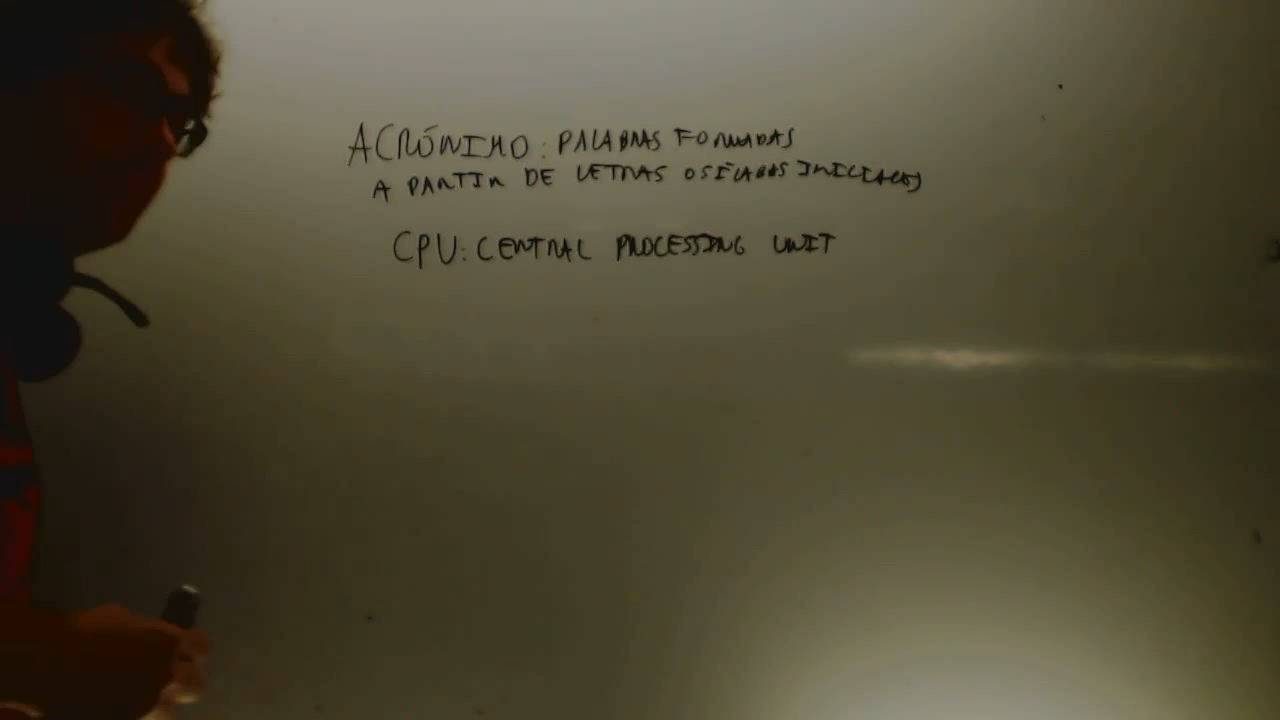 ACRÓNIMO: PALABRAS FORMADAS
A PARTIR DE LETRAS O SÍLABAS INICIALES
CPU: CENTRAL PROCESSING UNIT